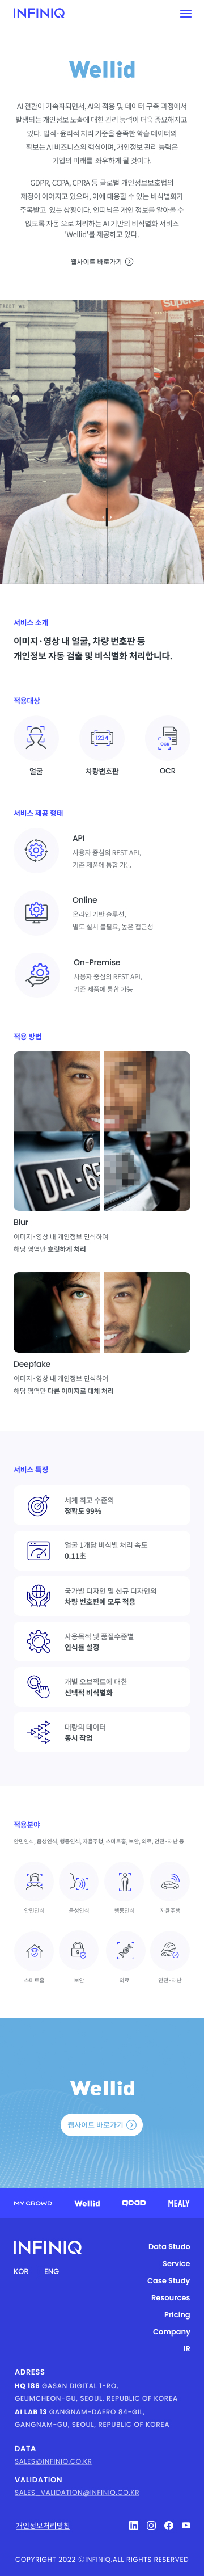 INFINIQ
Wellid
AI 전환이 가속화되면서, AI의 적용 및 데이터 구축 과정에서
발생되는 개인정보 노출에 대한 관리 능력이 더욱 중요해지고
있다. 법적·윤리적 처리 기준을 충족한 학습 데이터의
확보는 AI 비즈니스의 핵심이며, 개인정보 관리 능력은
기업의 미래를 좌우하게 될 것이다.
GDPR, CCPA, CPRA 등 글로벌 개인정보보호법의
제정이 이어지고 있으며, 이에 대응할 수 있는 비식별화가
주목받고 있는 상황이다. 인피닉은 개인 정보를 알아볼 수
없도록 자동 으로 처리하는 AI 기반의 비식별화 서비스
'Wellid'를 제공하고 있다.
웹사이트 바로가기
서비스 소개
이미지·영상 내 얼굴, 차량 번호판 등
개인정보 자동 검출 및 비식별화 처리합니다.
적용대상
1234
OCR
얼굴
차량번호판
OCR
서비스 제공 형태
API
사용자 중심의 REST API,
기존 제품에 통합 가능
Online
온라인 기반 솔루션,
별도 설치 불필요, 높은 접근성
On-Premise
사용자 중심의 REST API,
기존 제품에 통합 가능
적용 방법
DA-65
Blur
이미지·영상 내 개인정보 인식하여
해당 영역만 흐릿하게 처리
Deepfake
이미지·영상 내 개인정보 인식하여
해당 영역만 다른 이미지로 대체 처리
서비스 특징
세계 최고 수준의
정확도 99%
얼굴 1개당 비식별 처리 속도
0.11초
국가별 디자인 및 신규 디자인의
차량 번호판에 모두 적용
사용목적 및 품질수준별
인식률 설정
개별 오브젝트에 대한
선택적 비식별화
대량의 데이터
동시 작업
적용분야
안면인식, 음성인식, 행동인식, 자율주행, 스마트홈, 보안, 의료, 안전·재난 등
안면인식
음성인식
행동인식
자율주행
스마트홈
보안
의료
안전·재난
Wellid
웹사이트 바로가기
MY CROWD
Wellid
MEALY
INFINIQ
KOR | ENG
Data Studo
Service
Case Study
Resources
Pricing
Company
IR
ADRESS
HQ 186 GASAN DIGITAL 1-RO,
GEUMCHEON-GU, SEOUL, REPUBLIC OF KOREA
AI LAB 13 GANGNAM-DAERO 84-GIL,
GANGNAM-GU, SEOUL, REPUBLIC OF KOREA
DATA
SALES@INFINIQ.CO.KR
VALIDATION
SALES_VALIDATION@INFINIQ.CO.KR
개인정보처리방침
COPYRIGHT 2022 ©INFINIQ.ALL RIGHTS RESERVED